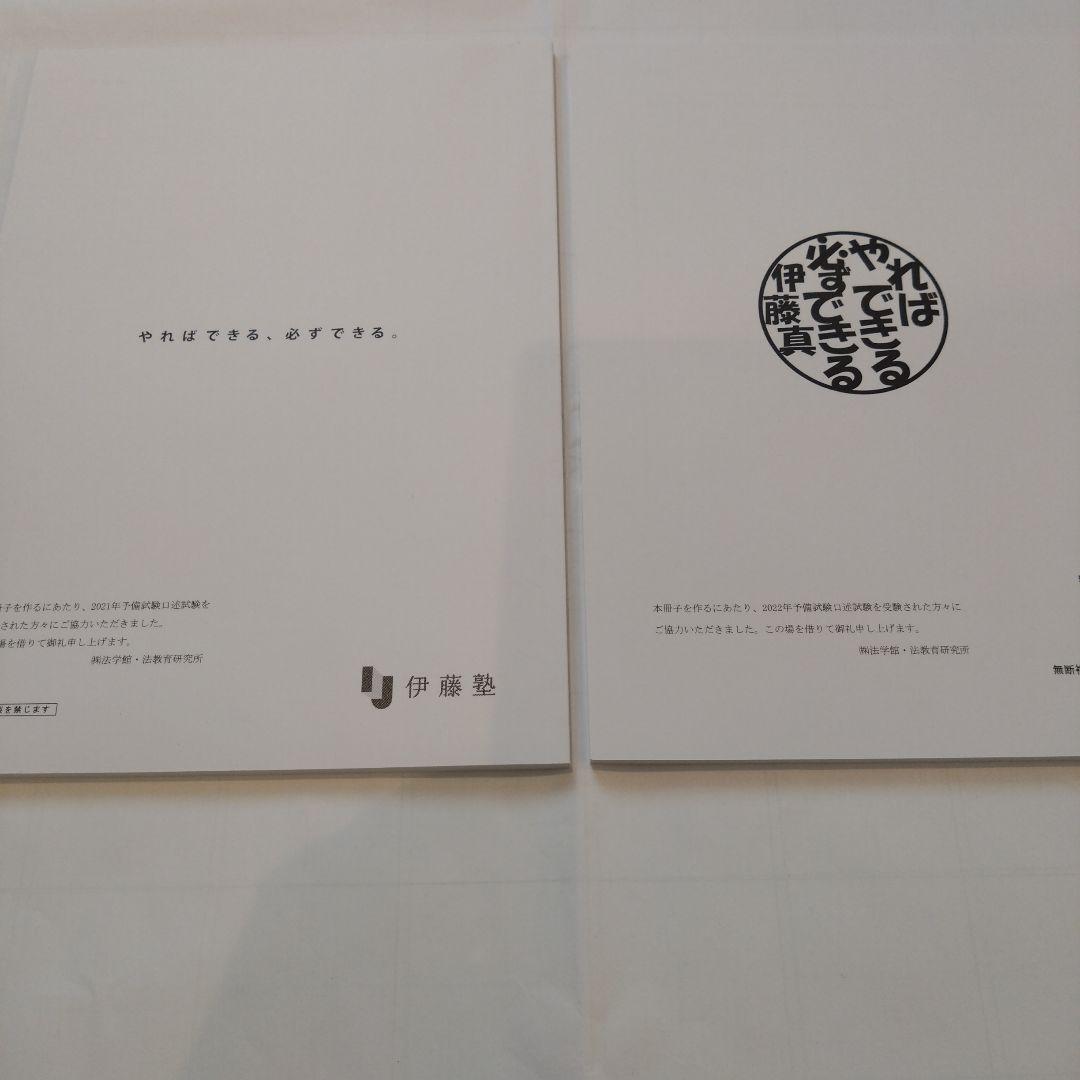 やればできる、必ずできる。
冊子を作るにあたり、2021年予備試験口述試験を
された方々にご協力いただきました。
場を借りて御礼申し上げます。
㈱法学館・法教育研究所
を禁じます
伊藤塾
やれば
できる
必ず
できる
伊藤真
本冊子を作るにあたり、2022年予備試験口述試験を受験された方々に
ご協力いただきました。この場を借りて御礼申し上げます。
㈱法学館・法教育研究所
無断